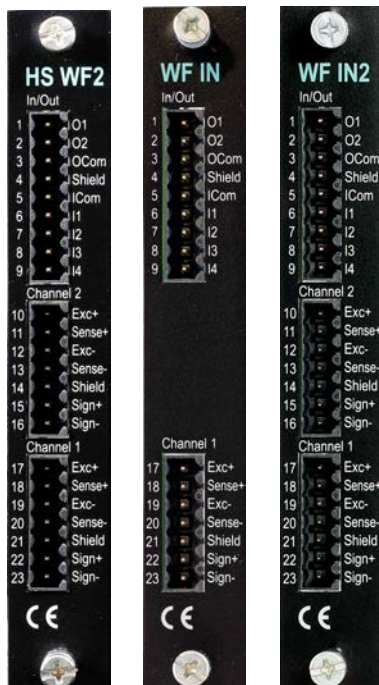 HS WF2
In/Out
1 O1
2 O2
3 OCom
4 Shield
5 ICom
6 I1
7 I2
8 I3
9 I4
Channel 2
10 Exc+
11 Sense+
12 Exc-
13 Sense-
14 Shield
15 Sign+
16 Sign-
Channel 1
17 Exc+
18 Sense+
19 Exc-
20 Sense-
21 Shield
22 Sign+
23 Sign-
CE
WF IN
In/Out
1 O1
2 O2
3 OCom
4 Shield
5 ICom
6 I1
7 I2
8 I3
9 I4
Channel 1
17 Exc+
18 Sense+
19 Exc-
20 Sense-
21 Shield
22 Sign+
23 Sign-
CE
WF IN2
In/Out
1 O1
2 O2
3 OCom
4 Shield
5 ICom
6 I1
7 I2
8 I3
9 I4
Channel 2
10 Exc+
11 Sense+
12 Exc-
13 Sense-
14 Shield
15 Sign+
16 Sign-
Channel 1
17 Exc+
18 Sense+
19 Exc-
20 Sense-
21 Shield
22 Sign+
23 Sign-
CE